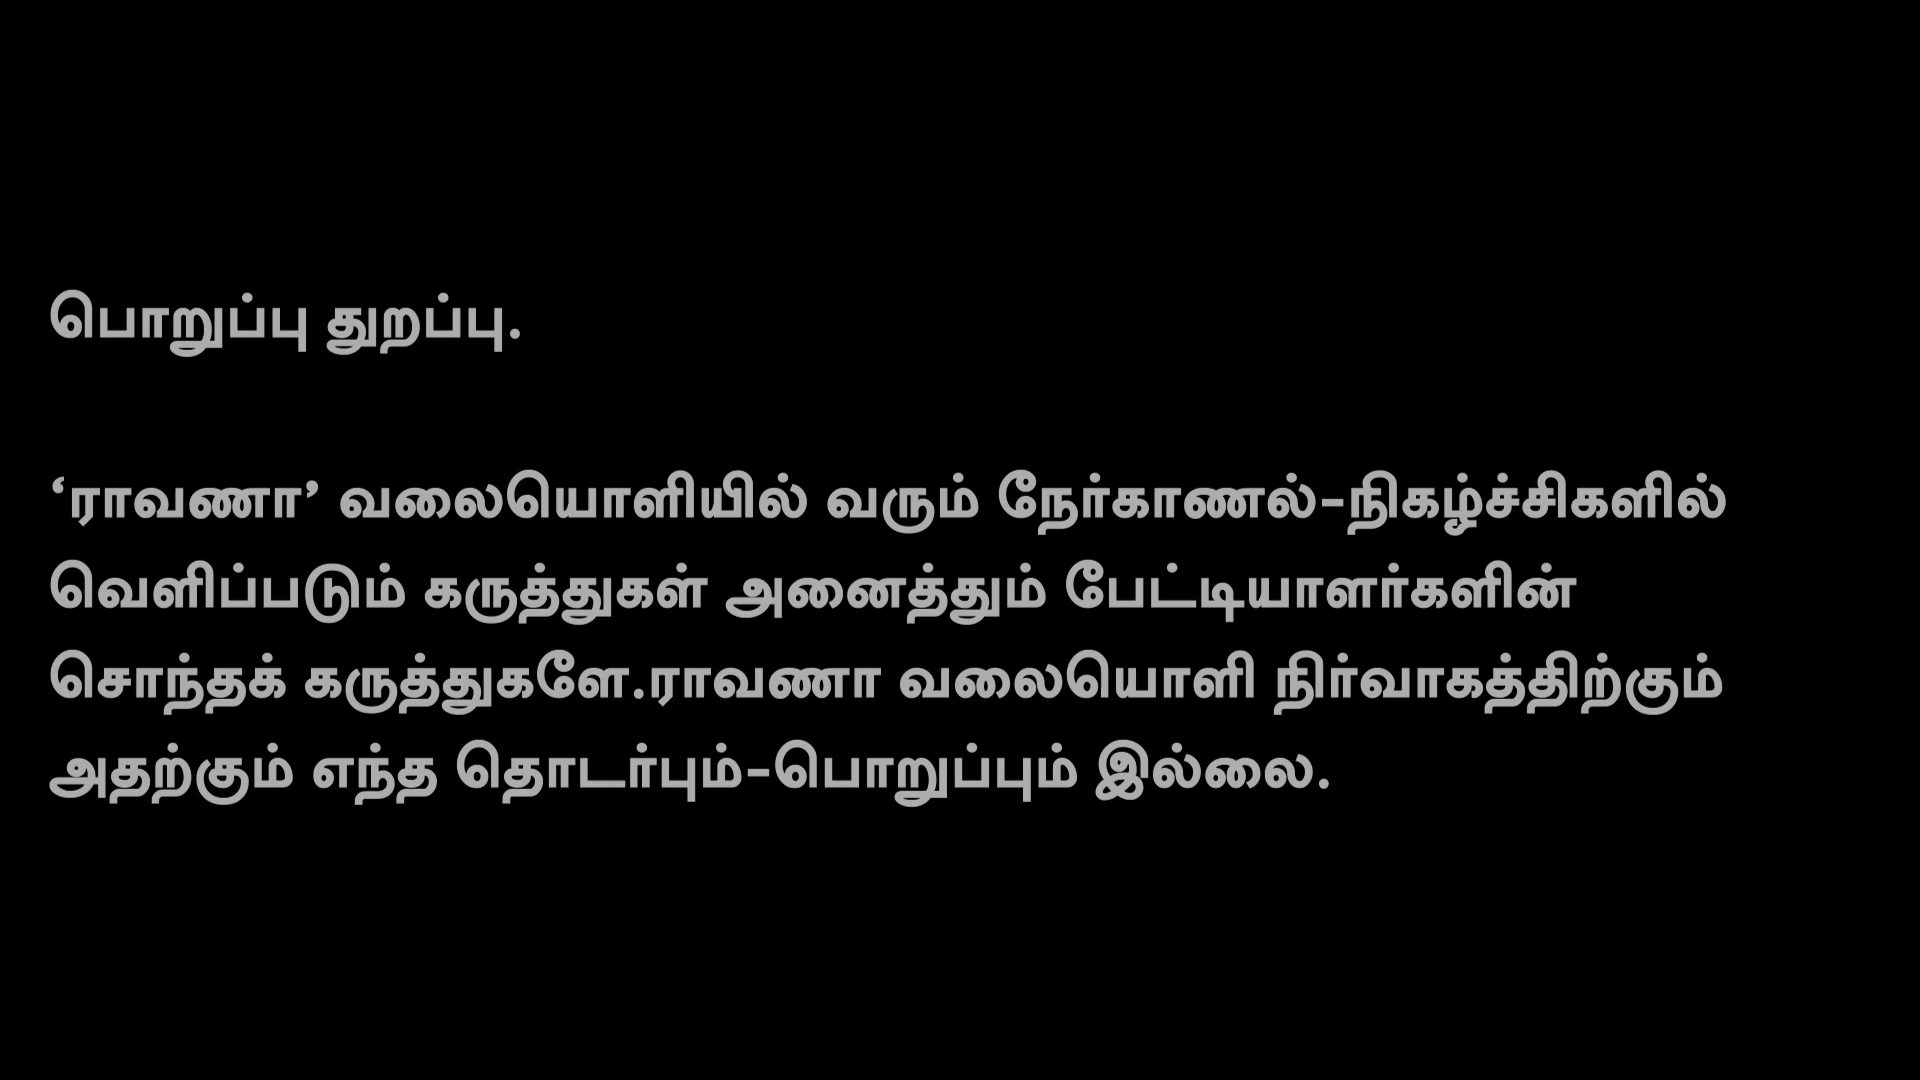 பொறுப்பு துறப்பு.
‘ராவணா’ வலையொளியில் வரும் நேர்காணல்-நிகழ்ச்சிகளில்
வெளிப்படும் கருத்துகள் அனைத்தும் பேட்டியாளர்களின்
சொந்தக் கருத்துகளே.ராவணா வலையொளி நிர்வாகத்திற்கும்
அதற்கும் எந்த தொடர்பும்-பொறுப்பும் இல்லை.